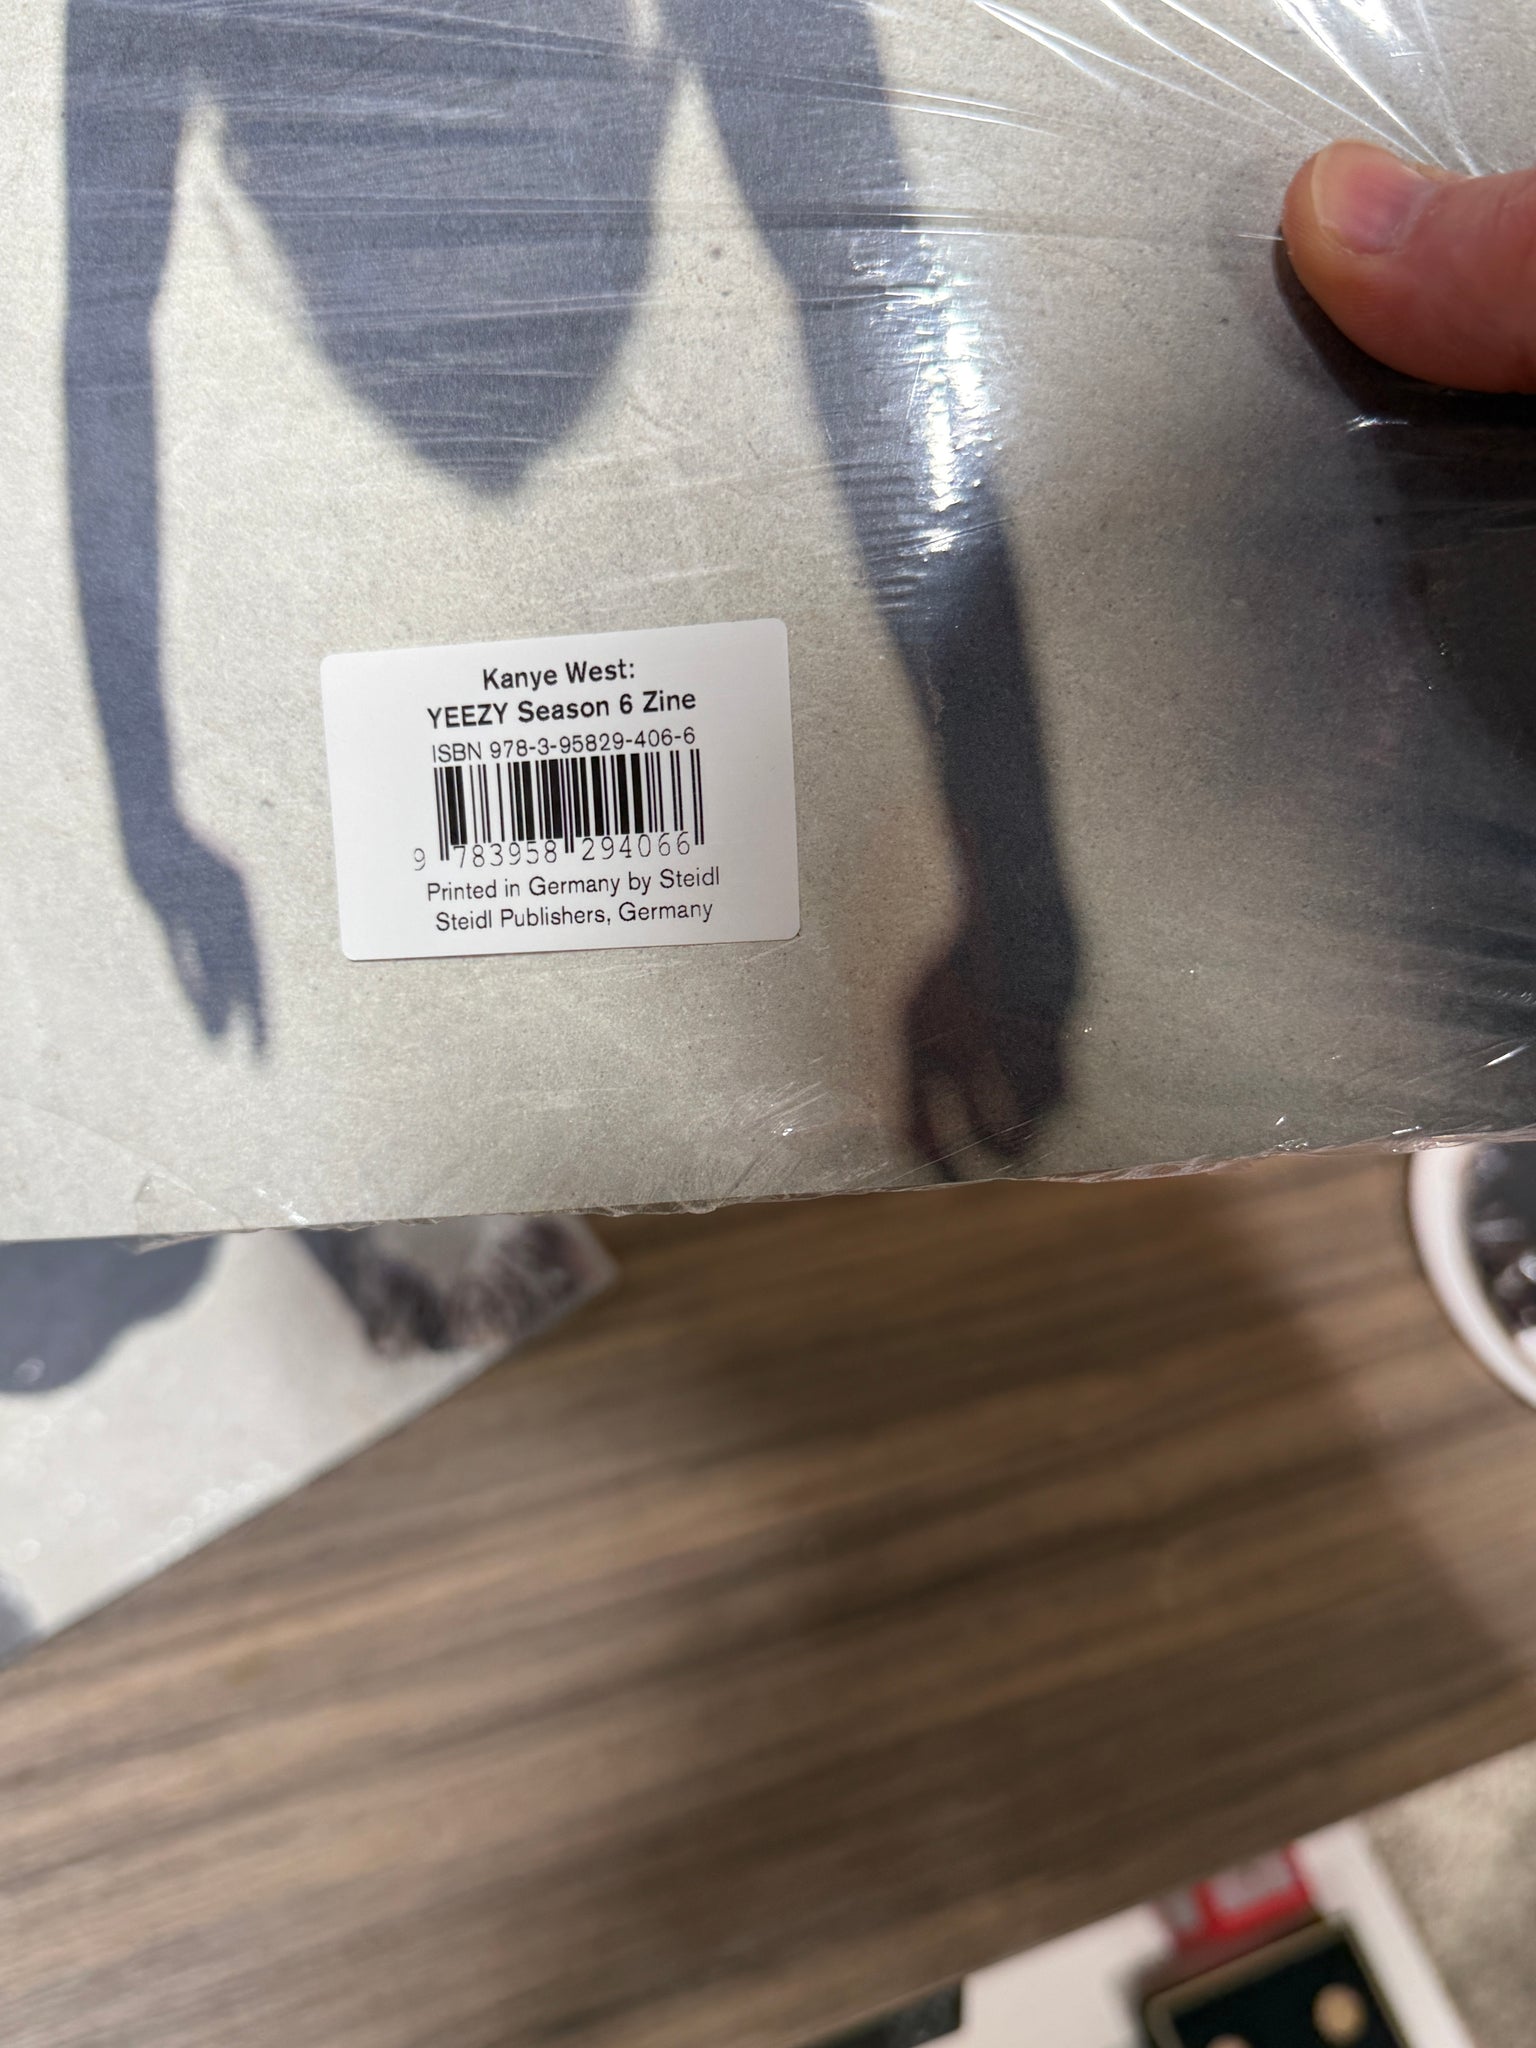 Kanye West:
YEEZY Season 6 Zine
ISBN 978-3-95829-406-6
9 783958 294066
Printed in Germany by Steidl
Steidl Publishers, Germany